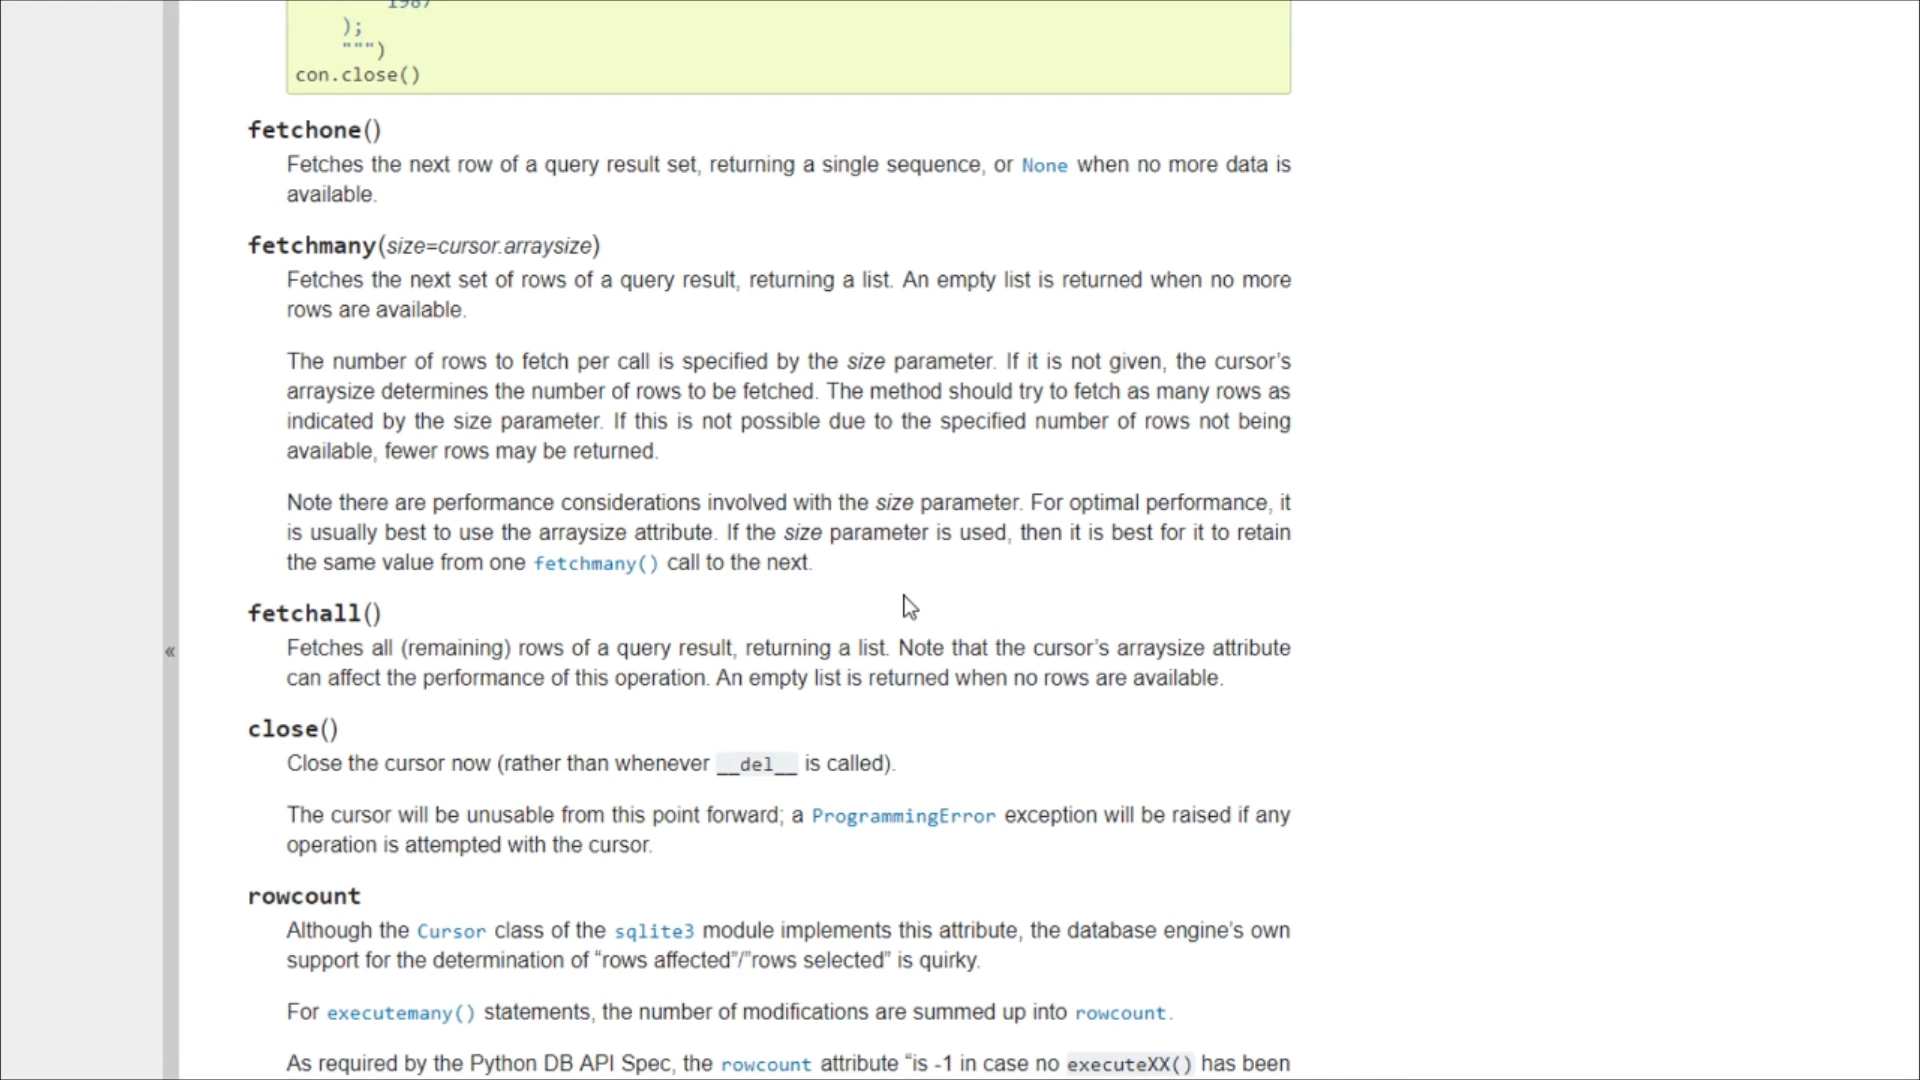 1987
);
""")
con.close()
fetchone()
Fetches the next row of a query result set, returning a single sequence, or None when no more data is
available.
fetchmany(size=cursor.arraysize)
Fetches the next set of rows of a query result, returning a list. An empty list is returned when no more
rows are available.
The number of rows to fetch per call is specified by the size parameter. If it is not given, the cursor’s
arraysize determines the number of rows to be fetched. The method should try to fetch as many rows as
indicated by the size parameter. If this is not possible due to the specified number of rows not being
available, fewer rows may be returned.
Note there are performance considerations involved with the size parameter. For optimal performance, it
is usually best to use the arraysize attribute. If the size parameter is used, then it is best for it to retain
the same value from one fetchmany() call to the next.
fetchall()
Fetches all (remaining) rows of a query result, returning a list. Note that the cursor’s arraysize attribute
can affect the performance of this operation. An empty list is returned when no rows are available.
«
close()
Close the cursor now (rather than whenever __del__ is called).
The cursor will be unusable from this point forward; a ProgrammingError exception will be raised if any
operation is attempted with the cursor.
rowcount
Although the Cursor class of the sqlite3 module implements this attribute, the database engine’s own
support for the determination of “rows affected”/”rows selected” is quirky.
For executemany() statements, the number of modifications are summed up into rowcount.
As required by the Python DB API Spec, the rowcount attribute “is -1 in case no executeXX() has been